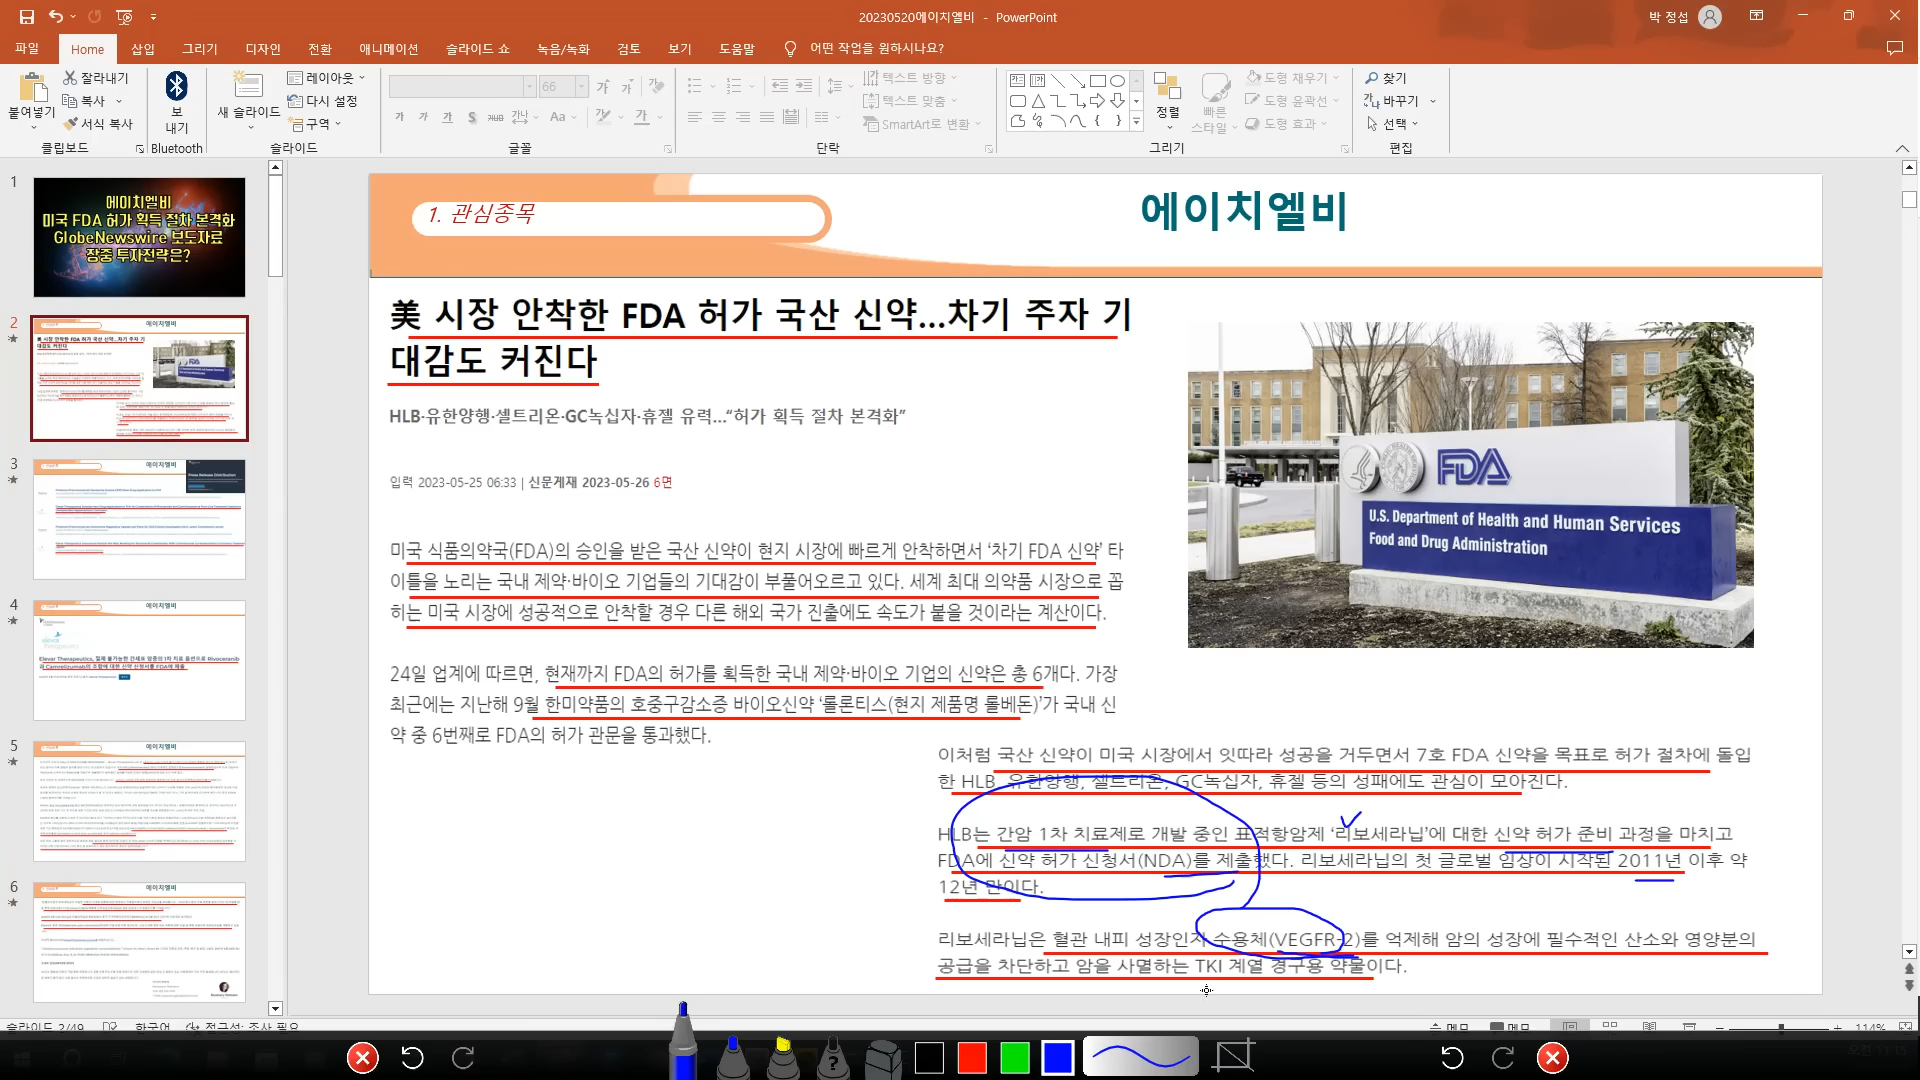 20230520에이치엘비 - PowerPoint
박 정섭
파일 Home 삽입 그리기 디자인 전환 애니메이션 슬라이드 쇼 녹음/녹화 검토 보기 도움말 어떤 작업을 원하시나요?
붙여넣기
잘라내기
복사
서식 복사
클립보드
보내기
Bluetooth
새 슬라이드
레이아웃
다시 설정
구역
슬라이드
66
글꼴
텍스트 방향
텍스트 맞춤
SmartArt로 변환
단락
정렬
빠른 스타일
도형 채우기
도형 윤곽선
도형 효과
그리기
찾기
바꾸기
선택
편집
1
에이치엘비
미국 FDA 허가 획득 절차 본격화
GlobeNewswire 보도자료
장중 투자전략은?
2
3
4
5
6
1. 관심종목
에이치엘비
美 시장 안착한 FDA 허가 국산 신약...차기 주자 기
대감도 커진다
HLB·유한양행·셀트리온·GC녹십자·휴젤 유력...“허가 획득 절차 본격화”
입력 2023-05-25 06:33 | 신문게재 2023-05-26 6면
미국 식품의약국(FDA)의 승인을 받은 국산 신약이 현지 시장에 빠르게 안착하면서 ‘차기 FDA 신약’ 타
이틀을 노리는 국내 제약·바이오 기업들의 기대감이 부풀어오르고 있다. 세계 최대 의약품 시장으로 꼽
히는 미국 시장에 성공적으로 안착할 경우 다른 해외 국가 진출에도 속도가 붙을 것이라는 계산이다.
24일 업계에 따르면, 현재까지 FDA의 허가를 획득한 국내 제약·바이오 기업의 신약은 총 6개다. 가장
최근에는 지난해 9월 한미약품의 호중구감소증 바이오신약 ‘롤론티스(현지 제품명 롤베돈)’가 국내 신
약 중 6번째로 FDA의 허가 관문을 통과했다.
FDA
U.S. Department of Health and Human Services
Food and Drug Administration
이처럼 국산 신약이 미국 시장에서 잇따라 성공을 거두면서 7호 FDA 신약을 목표로 허가 절차에 돌입
한 HLB, 유한양행, 셀트리온, GC녹십자, 휴젤 등의 성패에도 관심이 모아진다.
HLB는 간암 1차 치료제로 개발 중인 표적항암제 ‘리보세라닙’에 대한 신약 허가 준비 과정을 마치고
FDA에 신약 허가 신청서(NDA)를 제출했다. 리보세라닙의 첫 글로벌 임상이 시작된 2011년 이후 약
12년 만이다.
리보세라닙은 혈관 내피 성장인자 수용체(VEGFR-2)를 억제해 암의 성장에 필수적인 산소와 영양분의
공급을 차단하고 암을 사멸하는 TKI 계열 경구용 약물이다.
슬라이드 2/49 한국어 접근성: 조사 필요 메모 메모 114%